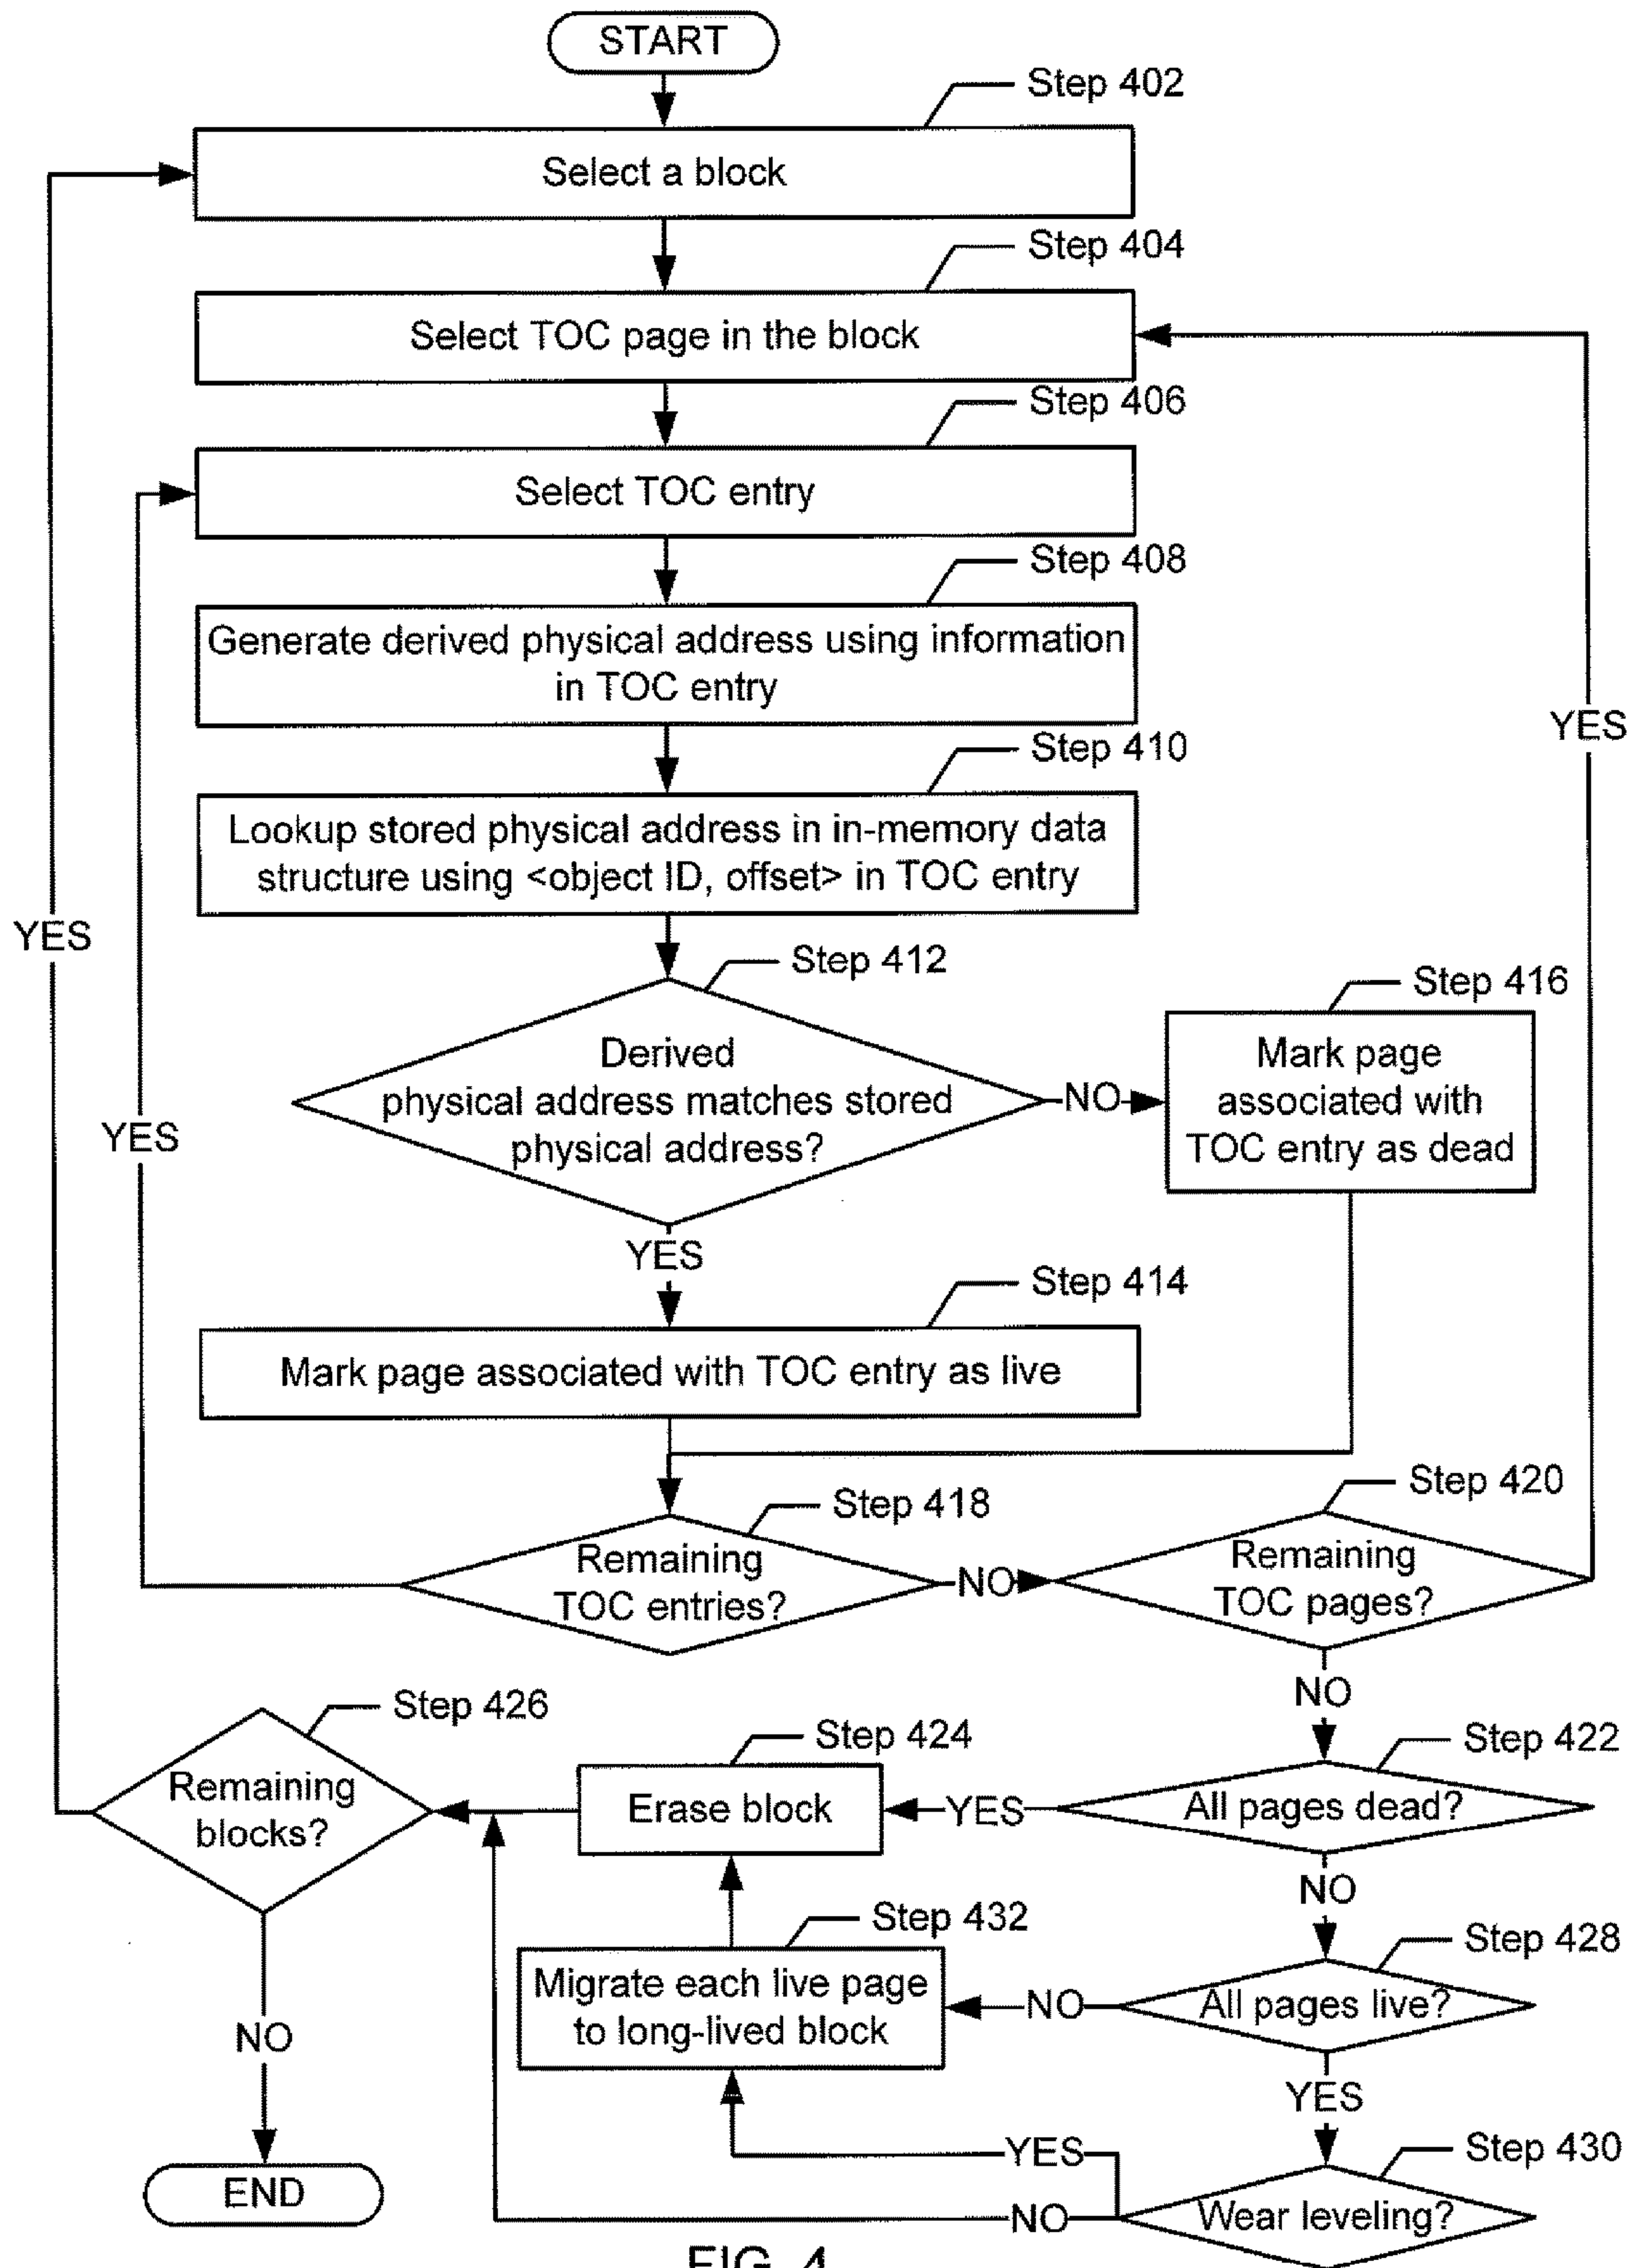 START
Step 402
Select a block
Step 404
Select TOC page in the block
Step 406
Select TOC entry
Step 408
Generate derived physical address using information
in TOC entry
YES
Step 410
Lookup stored physical address in in-memory data
structure using <object ID, offset> in TOC entry
YES
Step 412
Step 416
Derived
physical address matches stored
physical address?
NO
Mark page
associated with
TOC entry as dead
YES
YES
Step 414
Mark page associated with TOC entry as live
Step 418
Step 420
Remaining
TOC entries?
NO
Remaining
TOC pages?
NO
Step 426
Step 424
Step 422
Remaining
blocks?
Erase block
YES
All pages dead?
NO
Step 432
Step 428
Migrate each live page
to long-lived block
NO
All pages live?
NO
YES
YES
Step 430
END
NO
Wear leveling?
FIG. 4